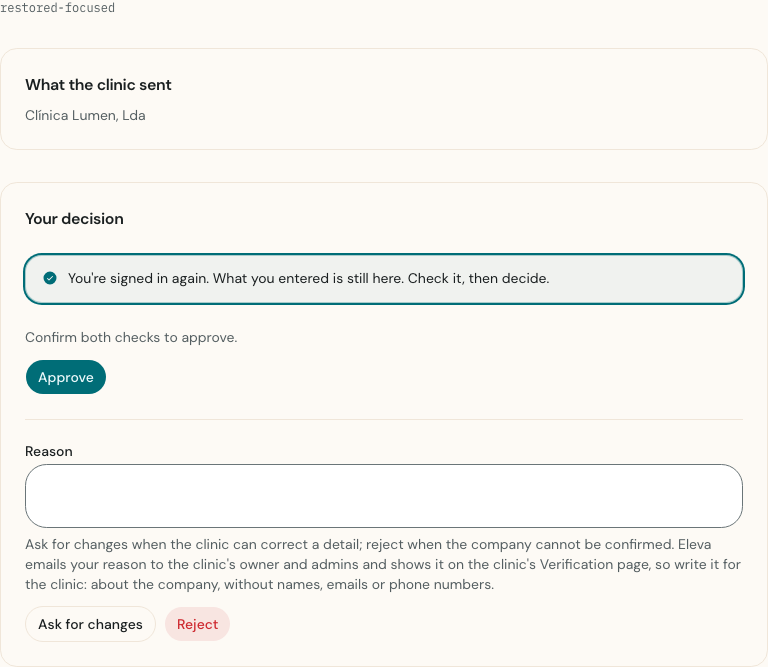 restored-focused
What the clinic sent
Clínica Lumen, Lda
Your decision
You're signed in again. What you entered is still here. Check it, then decide.
Confirm both checks to approve.
Approve
Reason
Ask for changes when the clinic can correct a detail; reject when the company cannot be confirmed. Eleva
emails your reason to the clinic's owner and admins and shows it on the clinic's Verification page, so write it for
the clinic: about the company, without names, emails or phone numbers.
Ask for changes
Reject